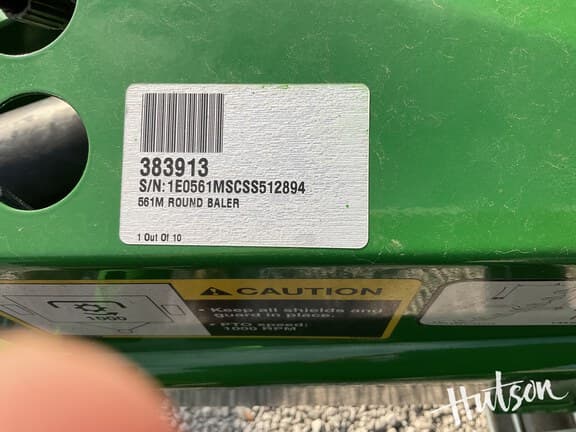 383913
S/N:1E0561MSCSS512894
561M ROUND BALER
1 Out Of 10
CAUTION
• Keep all shields and
guard in place.
• PTO speed:
1000 RPM
1000
Hutson